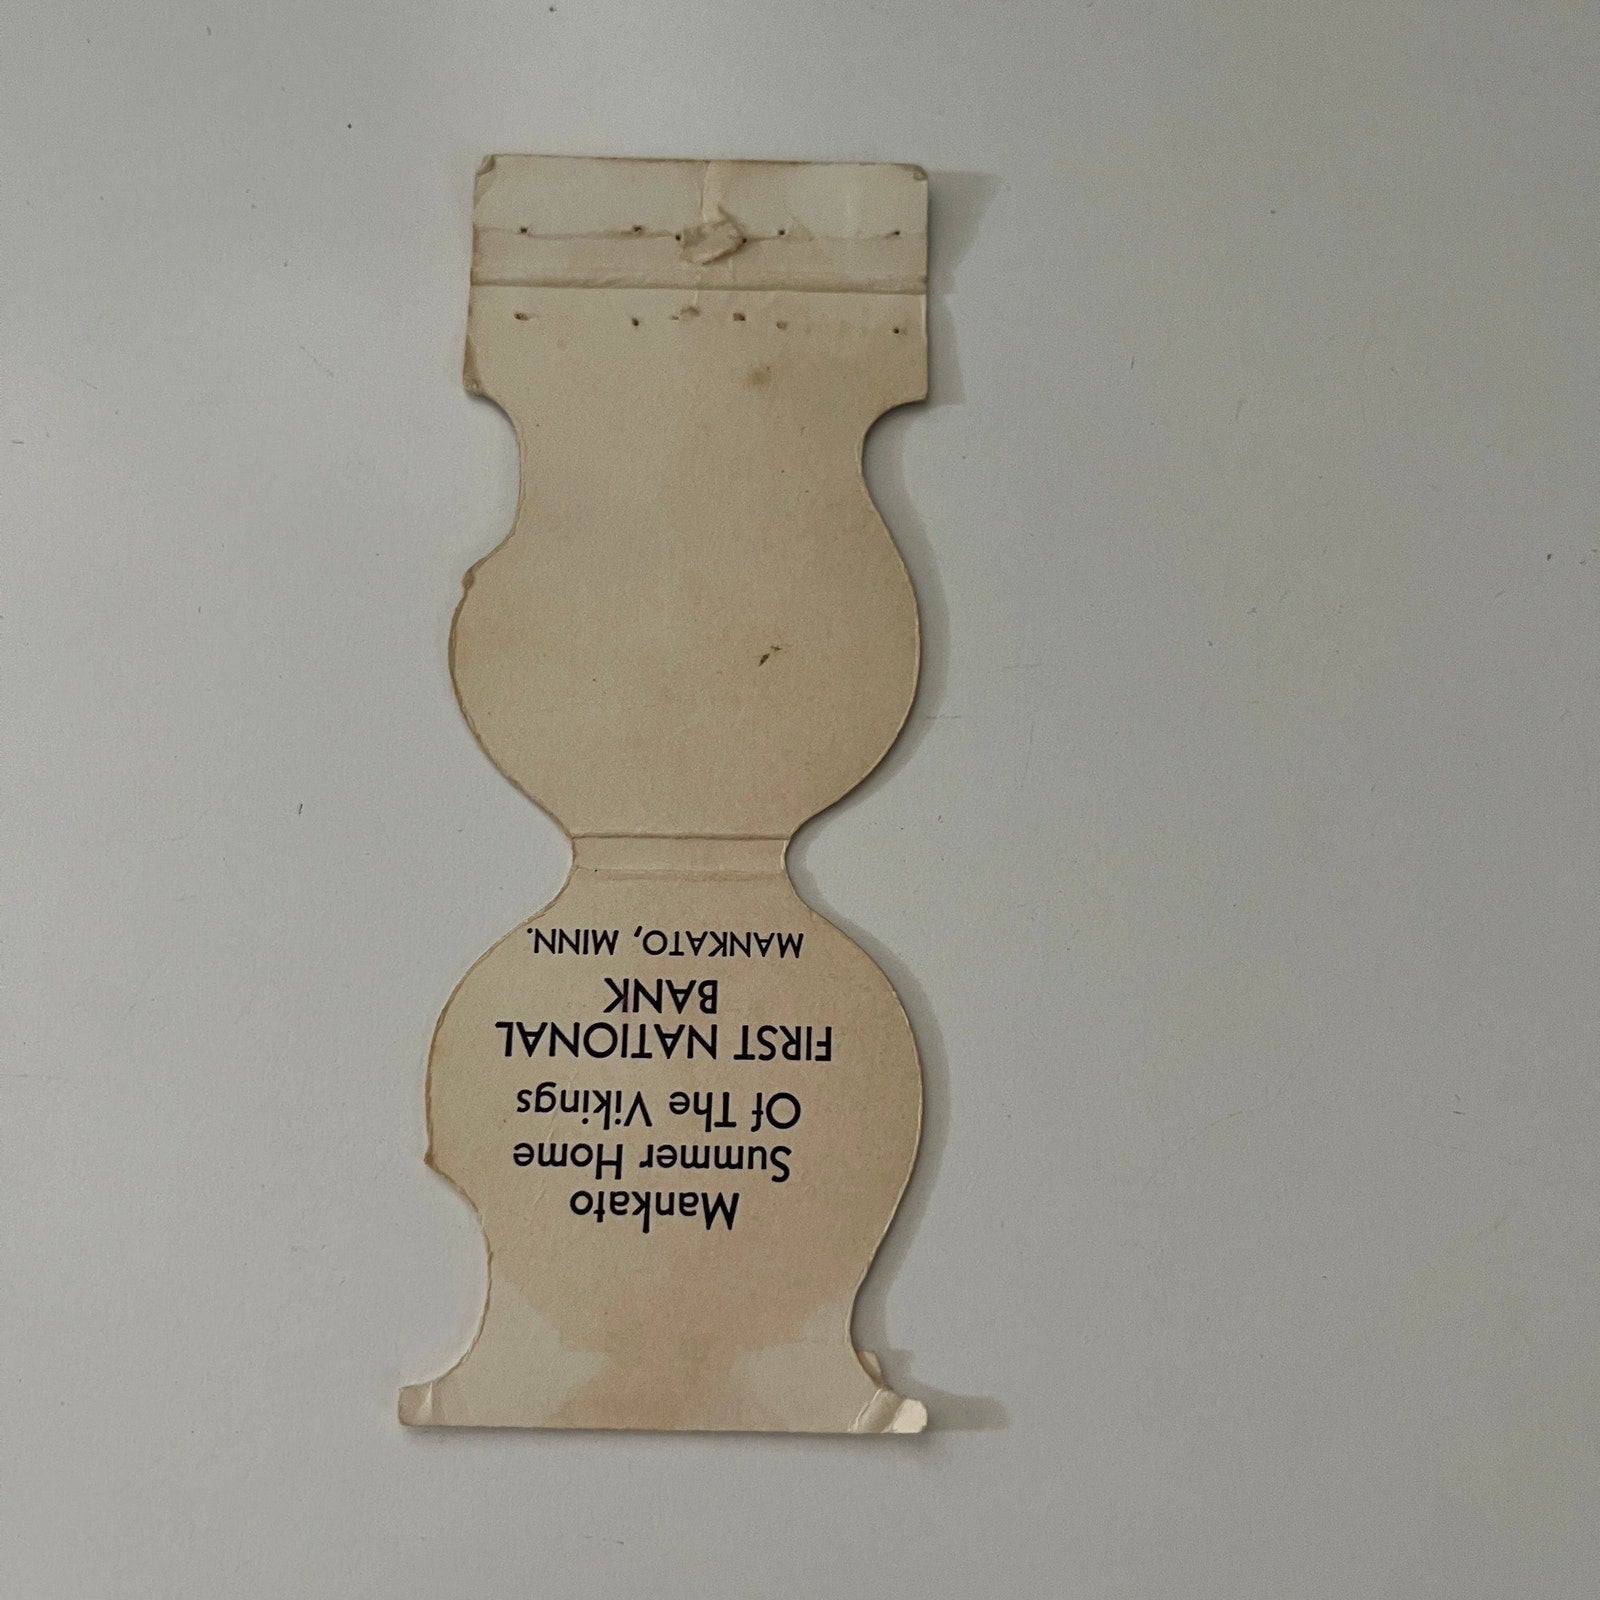 Mankato
Summer Home
Of The Vikings
FIRST NATIONAL
BANK
MANKATO, MINN.